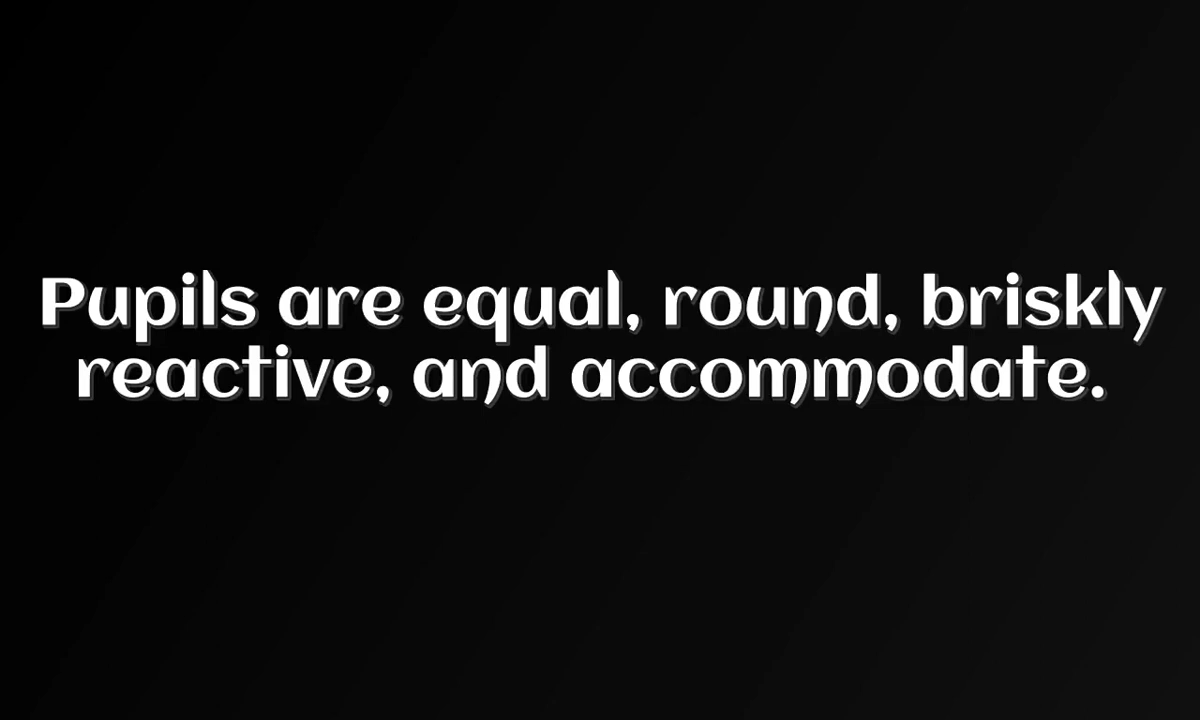 Pupils are equal, round, briskly
reactive, and accommodate.